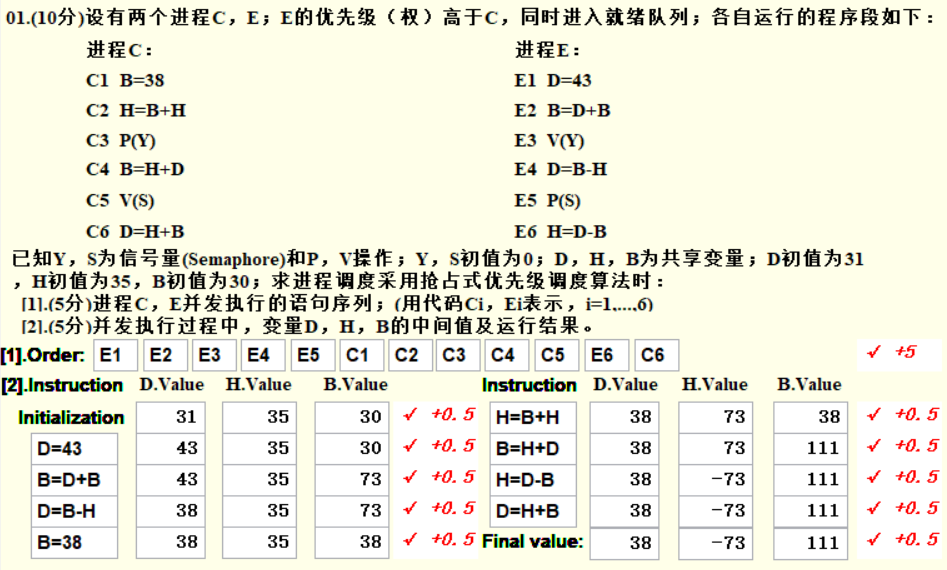 01.(10分)设有两个进程C，E；E的优先级（权）高于C，同时进入就绪队列；各自运行的程序段如下：
进程C： 进程E：
C1 B=38 E1 D=43
C2 H=B+H E2 B=D+B
C3 P(Y) E3 V(Y)
C4 B=H+D E4 D=B-H
C5 V(S) E5 P(S)
C6 D=H+B E6 H=D-B
已知Y，S为信号量(Semaphore)和P，V操作；Y，S初值为0；D，H，B为共享变量；D初值为31
，H初值为35，B初值为30；求进程调度采用抢占式优先级调度算法时：
[1].(5分)进程C，E并发执行的语句序列；(用代码Ci，Ei表示，i=1,...,6)
[2].(5分)并发执行过程中，变量D，H，B的中间值及运行结果。
[1].Order: E1 E2 E3 E4 E5 C1 C2 C3 C4 C5 E6 C6 ✓ +5
[2].Instruction D.Value H.Value B.Value Instruction D.Value H.Value B.Value
Initialization 31 35 30 ✓ +0.5 H=B+H 38 73 38 ✓ +0.5
D=43 43 35 30 ✓ +0.5 B=H+D 38 73 111 ✓ +0.5
B=D+B 43 35 73 ✓ +0.5 H=D-B 38 -73 111 ✓ +0.5
D=B-H 38 35 73 ✓ +0.5 D=H+B 38 -73 111 ✓ +0.5
B=38 38 35 38 ✓ +0.5 Final value: 38 -73 111 ✓ +0.5